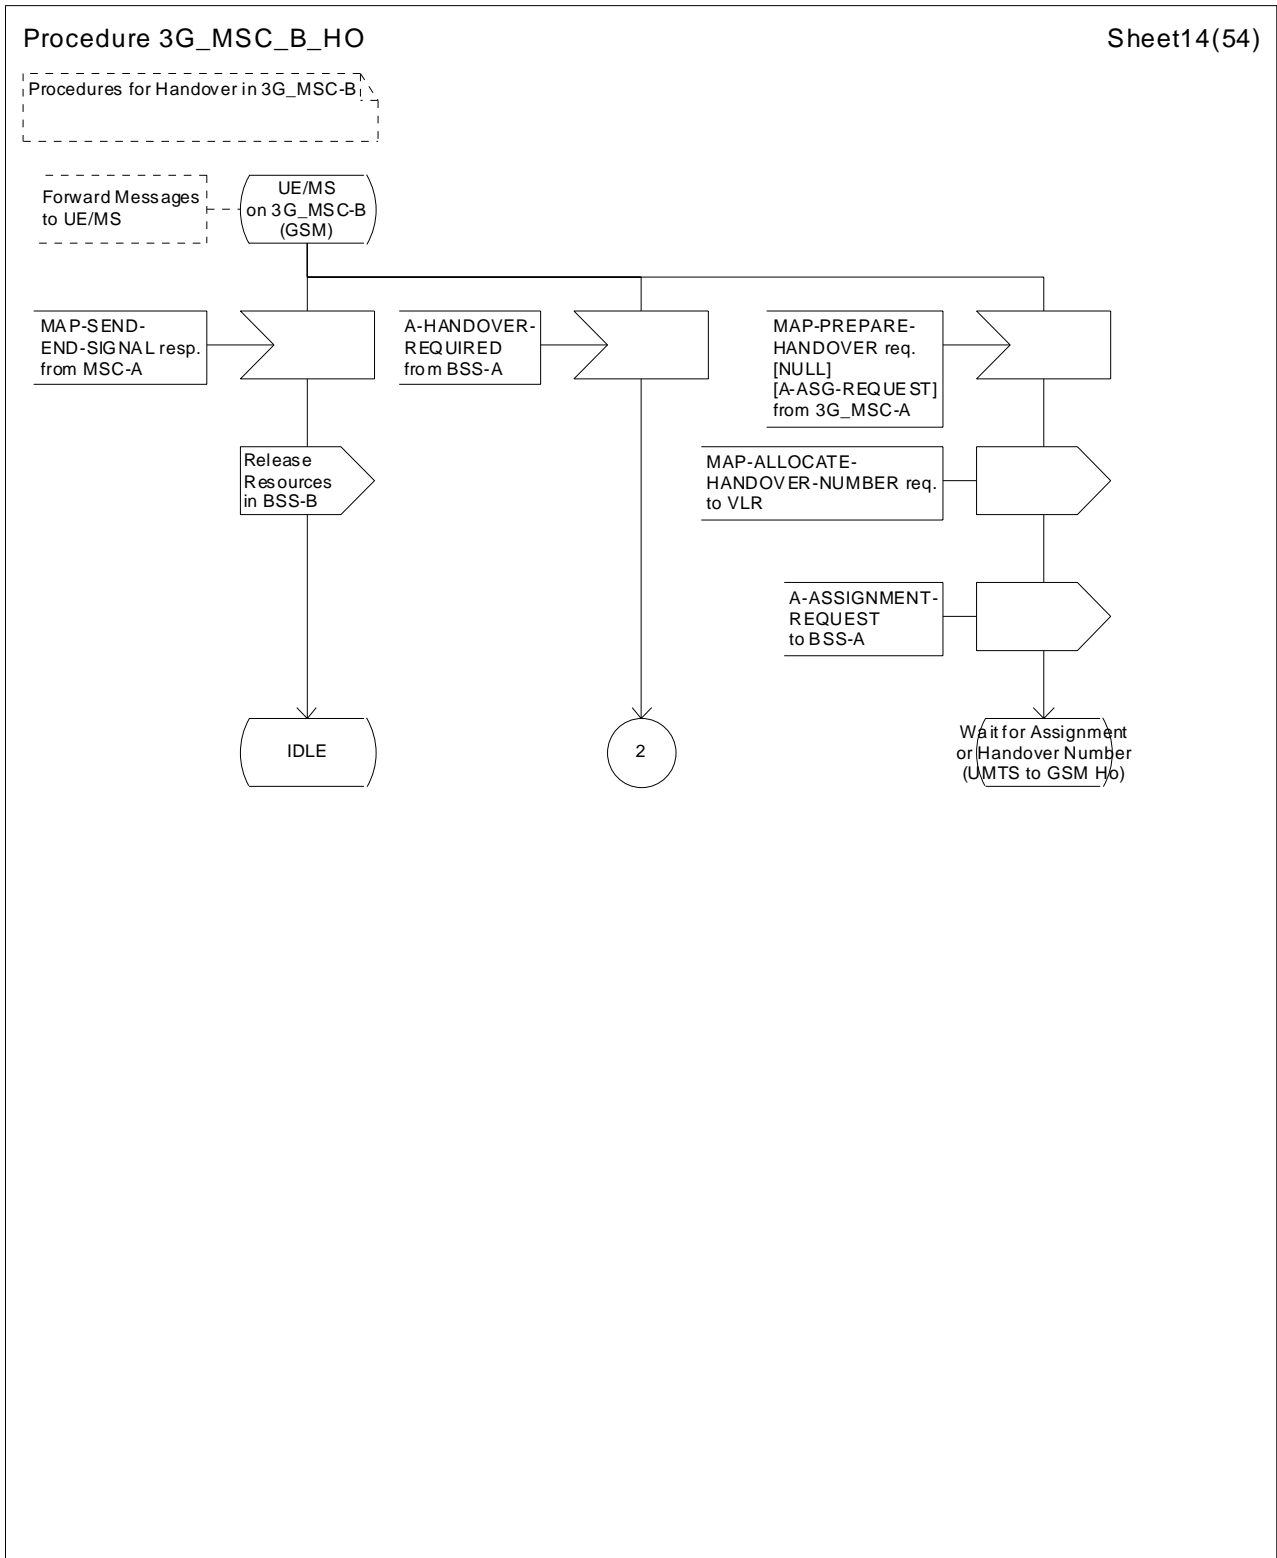 Procedure 3G_MSC_B_HO
Sheet14(54)
Procedures for Handover in 3G_MSC-B
Forward Messages
to UE/MS
UE/MS
on 3G_MSC-B
(GSM)
MAP-SEND-
END-SIGNAL resp.
from MSC-A
A-HANDOVER-
REQUIRED
from BSS-A
MAP-PREPARE-
HANDOVER req.
[NULL]
[A-ASG-REQUEST]
from 3G_MSC-A
Release
Resources
in BSS-B
MAP-ALLOCATE-
HANDOVER-NUMBER req.
to VLR
A-ASSIGNMENT-
REQUEST
to BSS-A
IDLE
2
Wait for Assignment
or Handover Number
(UMTS to GSM Ho)